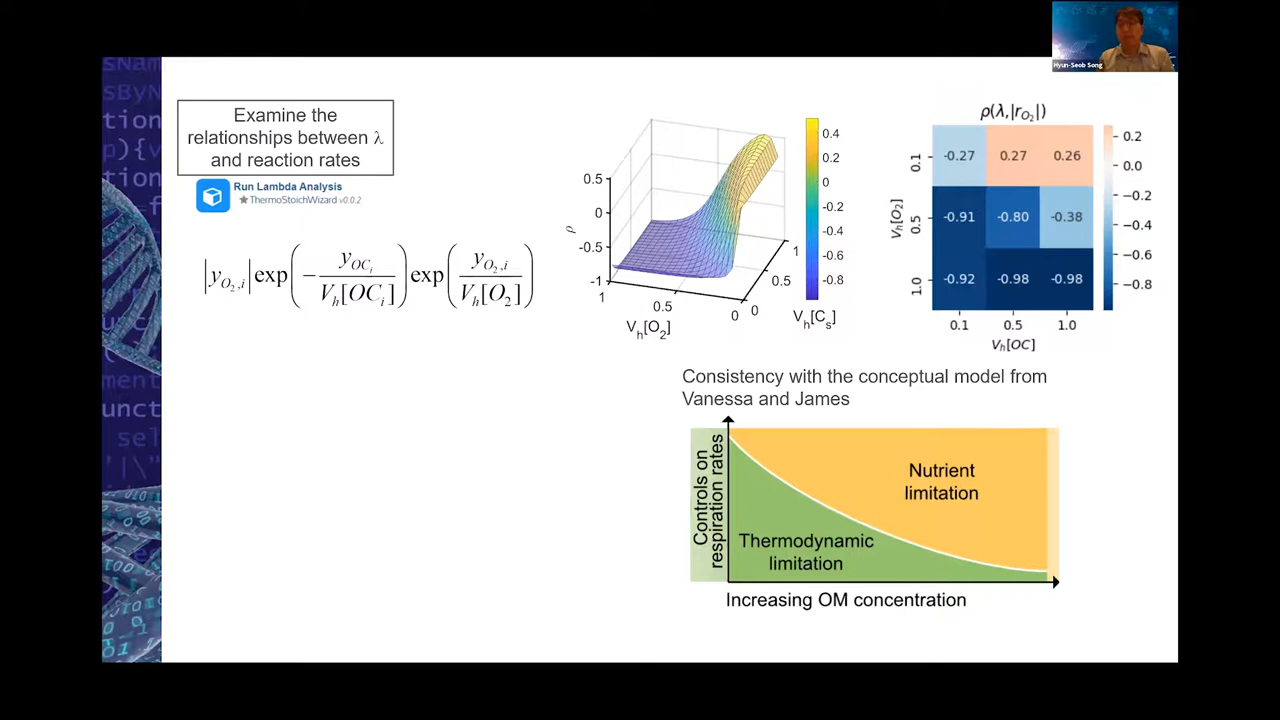 Hyun-Seob Song
Examine the
relationships between λ
and reaction rates
Run Lambda Analysis
★ ThermoStoichWizard v0.0.2
|y_{O_2,i}| exp(−y_{OC_i}/V_h[OC_i]) exp(y_{O_2,i}/V_h[O_2])
0.5
0
-0.5
-1
ρ
1
0.5
0
V_h[O_2]
0
0.5
1
V_h[C_s]
0.4
0.2
0
-0.2
-0.4
-0.6
-0.8
ρ(λ,|r_{O_2}|)
0.1
-0.27
0.27
0.26
0.5
-0.91
-0.80
-0.38
1.0
-0.92
-0.98
-0.98
V_h[O_2]
0.1
0.5
1.0
V_h[OC]
0.2
0.0
−0.2
−0.4
−0.6
−0.8
Consistency with the conceptual model from
Vanessa and James
Controls on
respiration rates
Nutrient
limitation
Thermodynamic
limitation
Increasing OM concentration